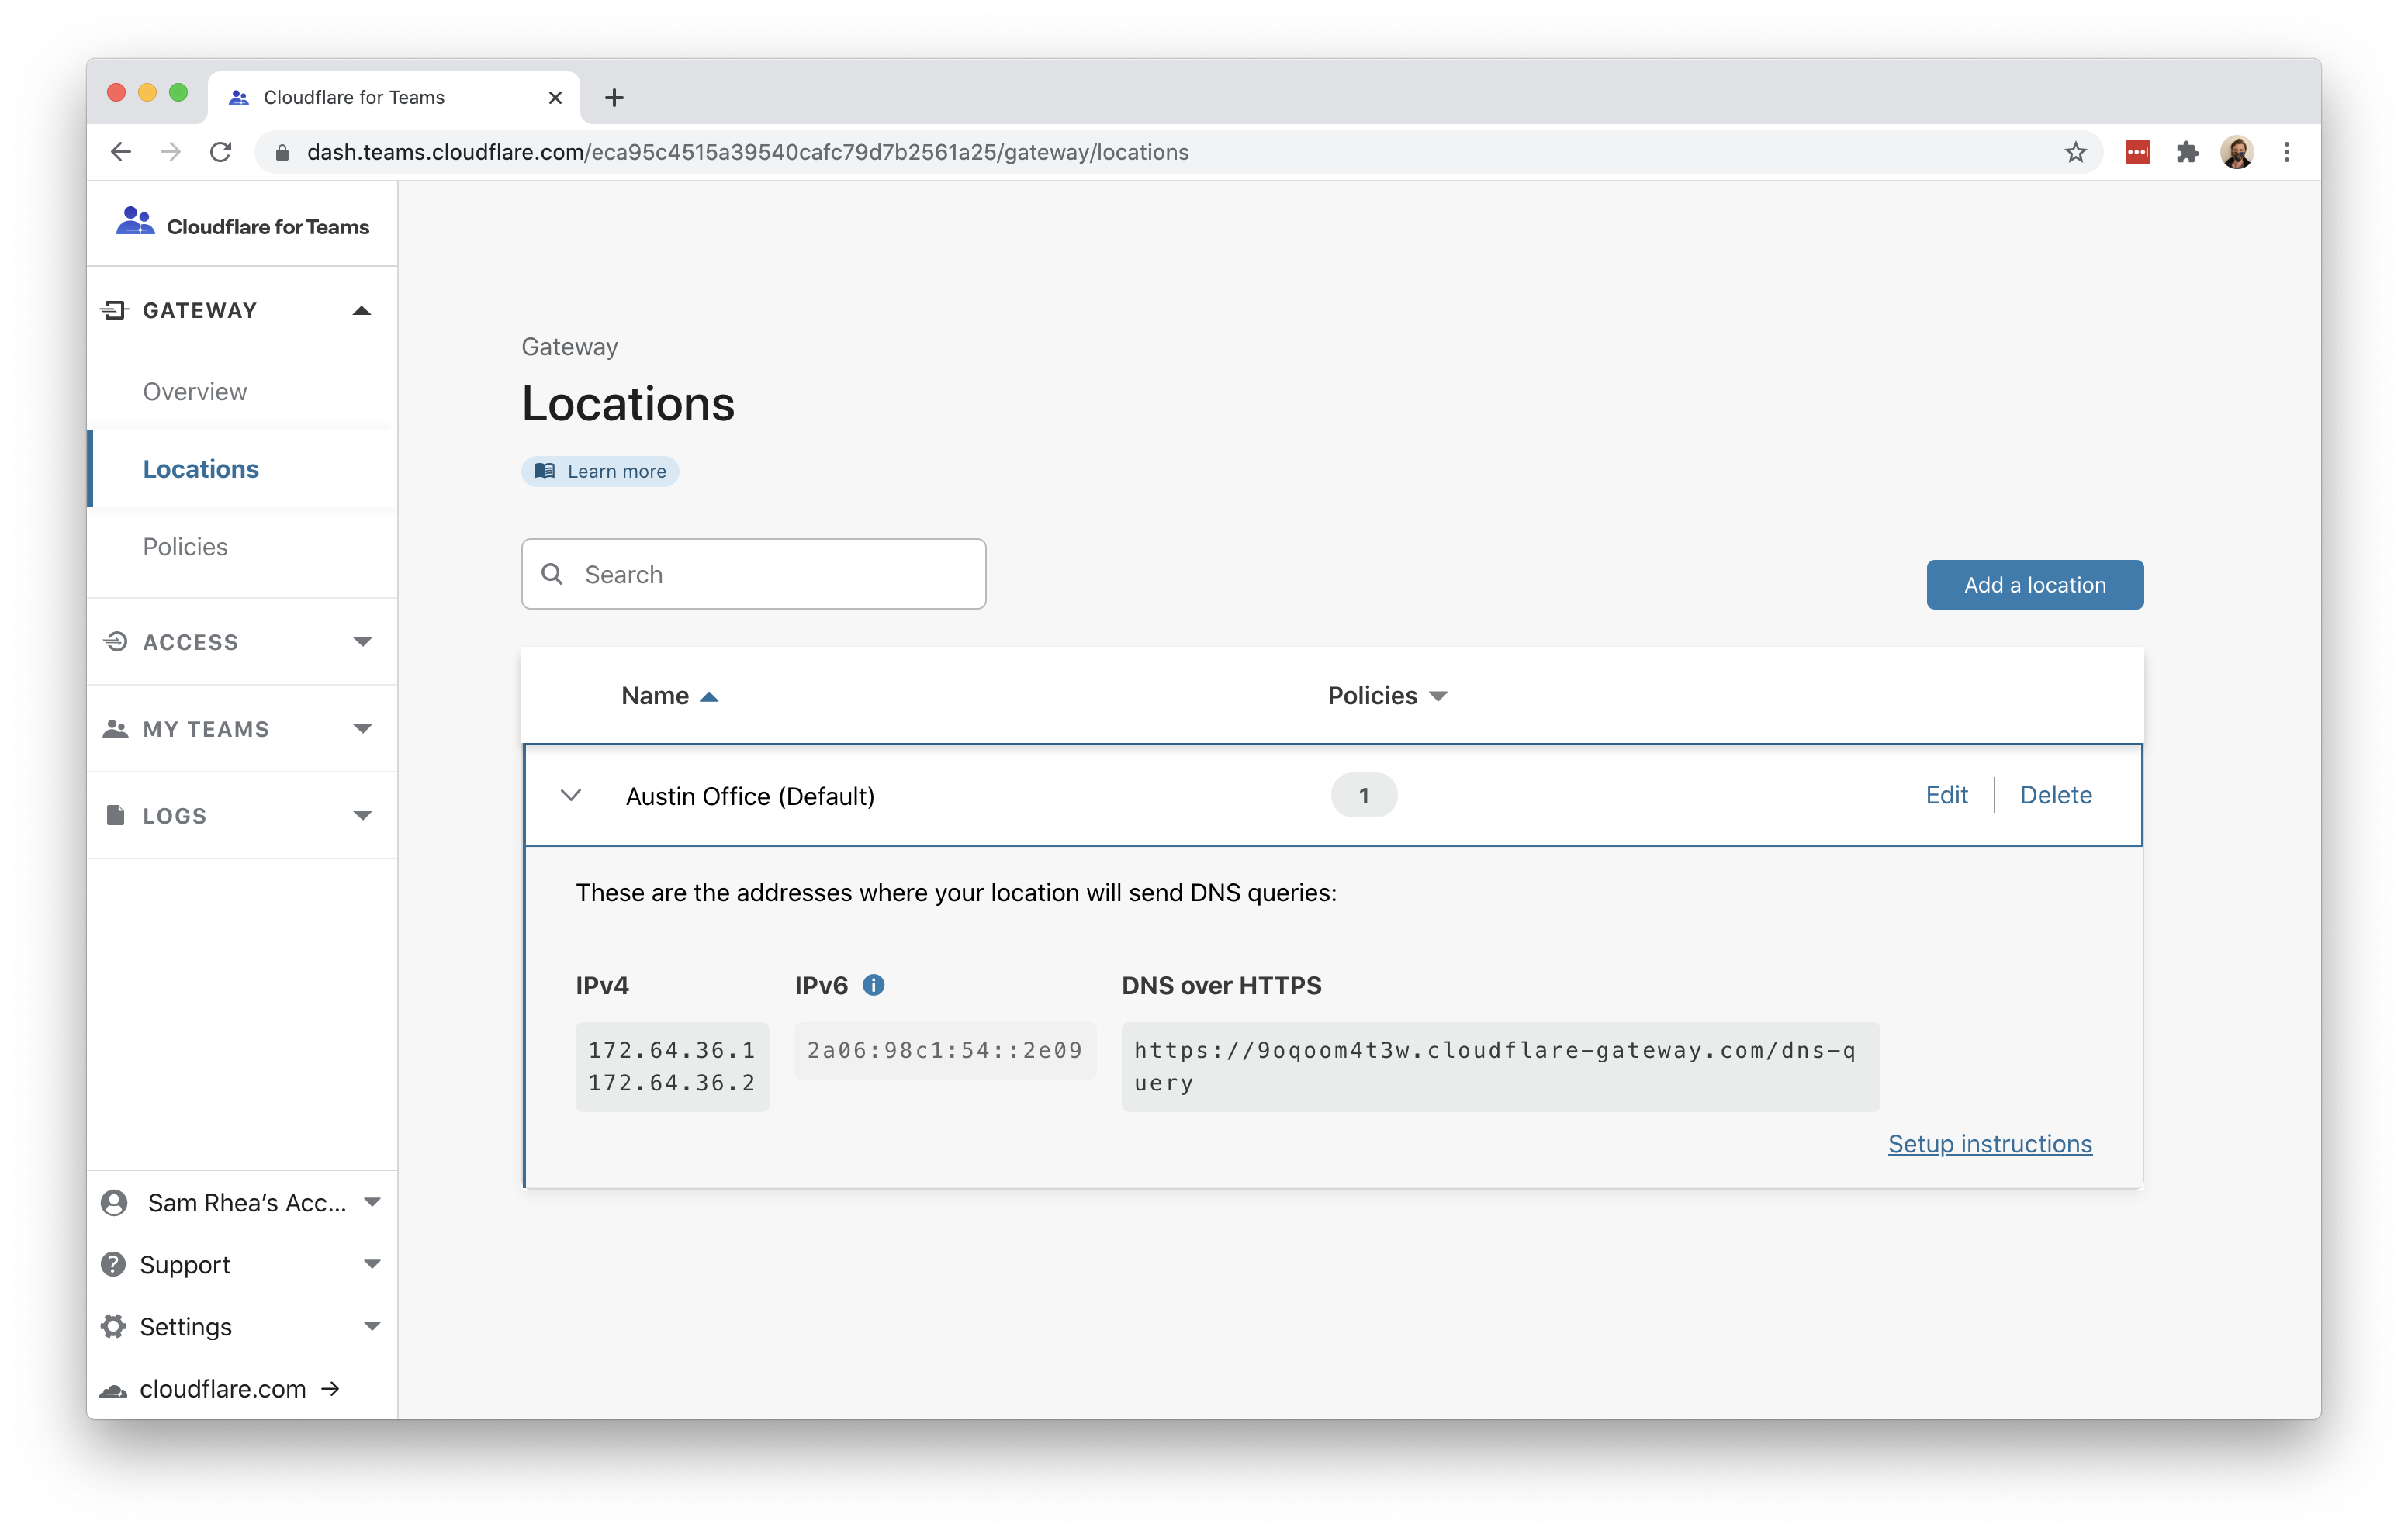 Cloudflare for Teams
dash.teams.cloudflare.com/eca95c4515a39540cafc79d7b2561a25/gateway/locations
Cloudflare for Teams
GATEWAY
Overview
Locations
Policies
ACCESS
MY TEAMS
LOGS
Sam Rhea’s Acc...
Support
Settings
cloudflare.com →
Gateway
Locations
Learn more
Search
Add a location
Name Policies
Austin Office (Default) 1 Edit Delete
These are the addresses where your location will send DNS queries:
IPv4 IPv6 DNS over HTTPS
172.64.36.1 2a06:98c1:54::2e09 https://9oqoom4t3w.cloudflare-gateway.com/dns-q
172.64.36.2 uery
Setup instructions